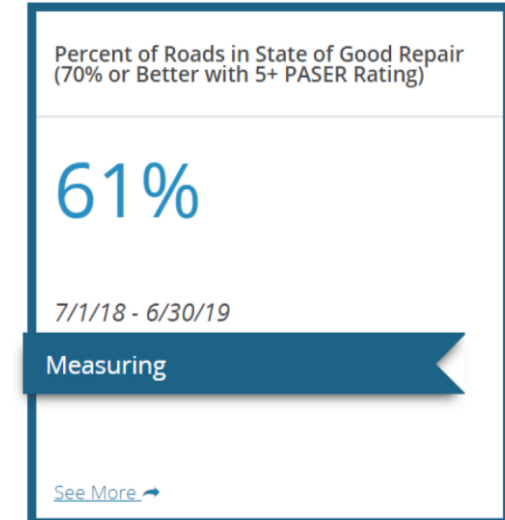 Percent of Roads in State of Good Repair
(70% or Better with 5+ PASER Rating)
61%
7/1/18 - 6/30/19
Measuring
See More